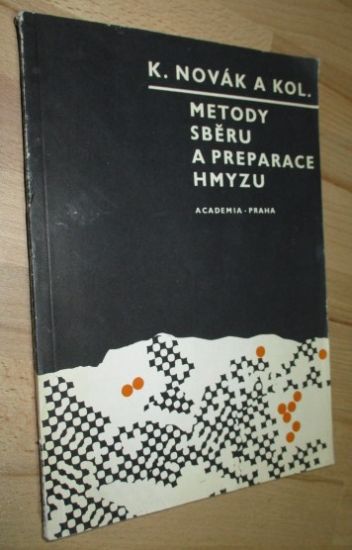 K. NOVÁK A KOL.
METODY
SBĚRU
A PREPARACE
HMYZU
ACADEMIA - PRAHA